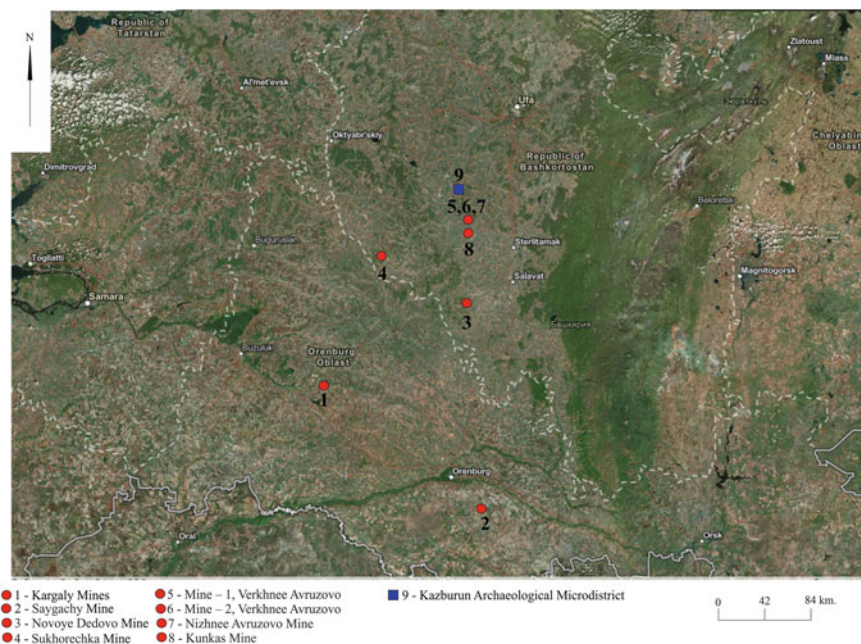 Republic of
Tatarstan
N
Zlatoust
Miass
Al'met'evsk
Ufa
Зюраткуль
Chelyabin
Oblast
Oktyabr'skiy
Republic of
Bashkortostan
Dimitrovgrad
9
5,6,7
Beloretsk
Buguruslan
8
Sterlitamak
Togliatti
4
Salavat
Magnitogorsk
Samara
3
Башкирия
Buzuluk
Orenburg
Oblast
1
Orenburg
2
Oral
Orsk
1 - Kargaly Mines
2 - Saygachy Mine
3 - Novoye Dedovo Mine
4 - Sukhorechka Mine
5 - Mine – 1, Verkhnee Avruzovo
6 - Mine – 2, Verkhnee Avruzovo
7 - Nizhnee Avruzovo Mine
8 - Kunkas Mine
9 - Kazburun Archaeological Microdistrict
0 42 84 km.